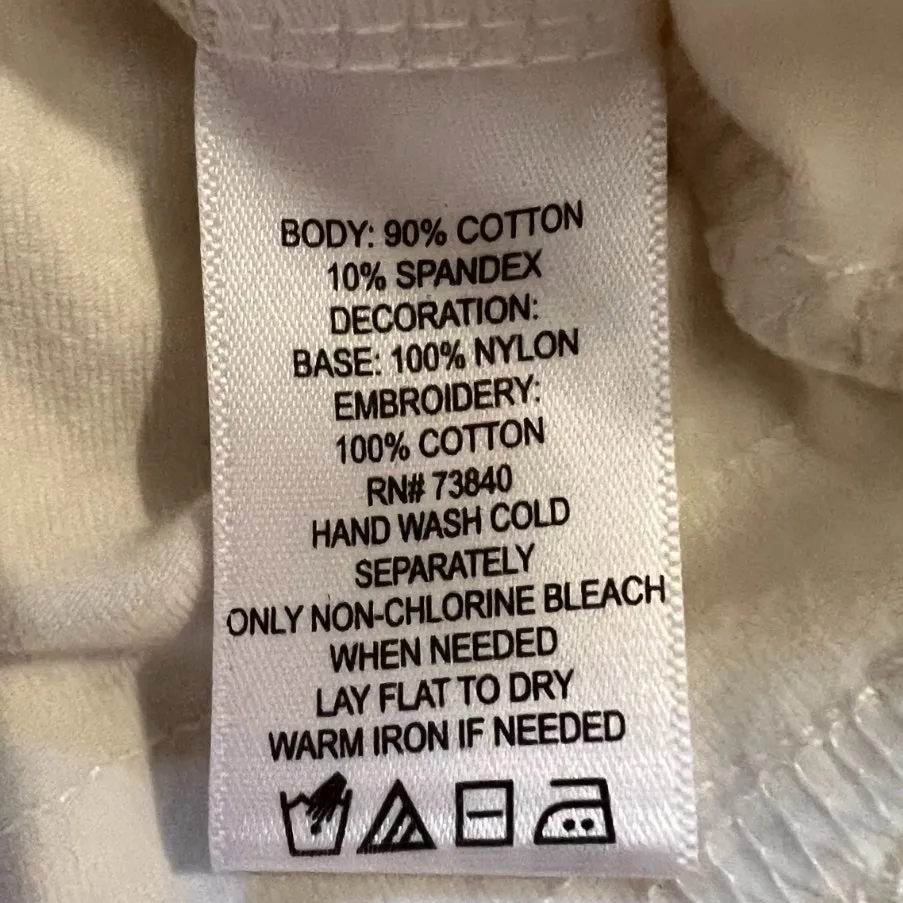 BODY: 90% COTTON
10% SPANDEX
DECORATION:
BASE: 100% NYLON
EMBROIDERY:
100% COTTON
RN# 73840
HAND WASH COLD
SEPARATELY
ONLY NON-CHLORINE BLEACH
WHEN NEEDED
LAY FLAT TO DRY
WARM IRON IF NEEDED